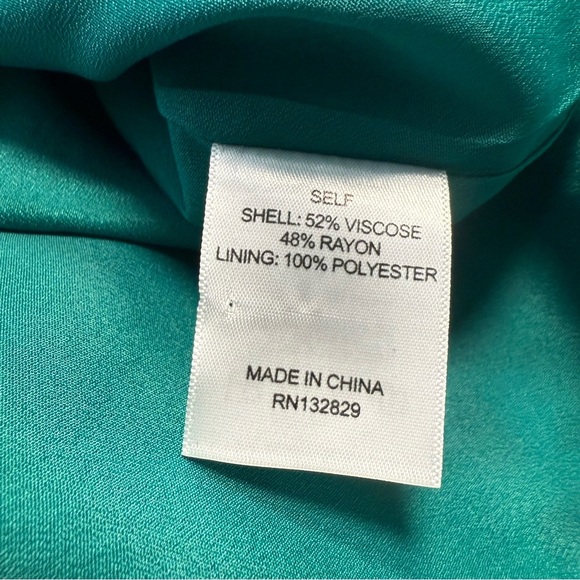 SELF
SHELL: 52% VISCOSE
48% RAYON
LINING: 100% POLYESTER
MADE IN CHINA
RN132829